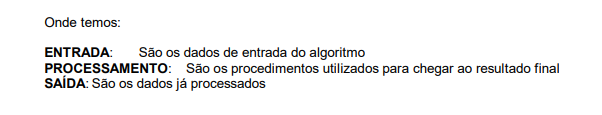 Onde temos:
ENTRADA: São os dados de entrada do algoritmo
PROCESSAMENTO: São os procedimentos utilizados para chegar ao resultado final
SAÍDA: São os dados já processados